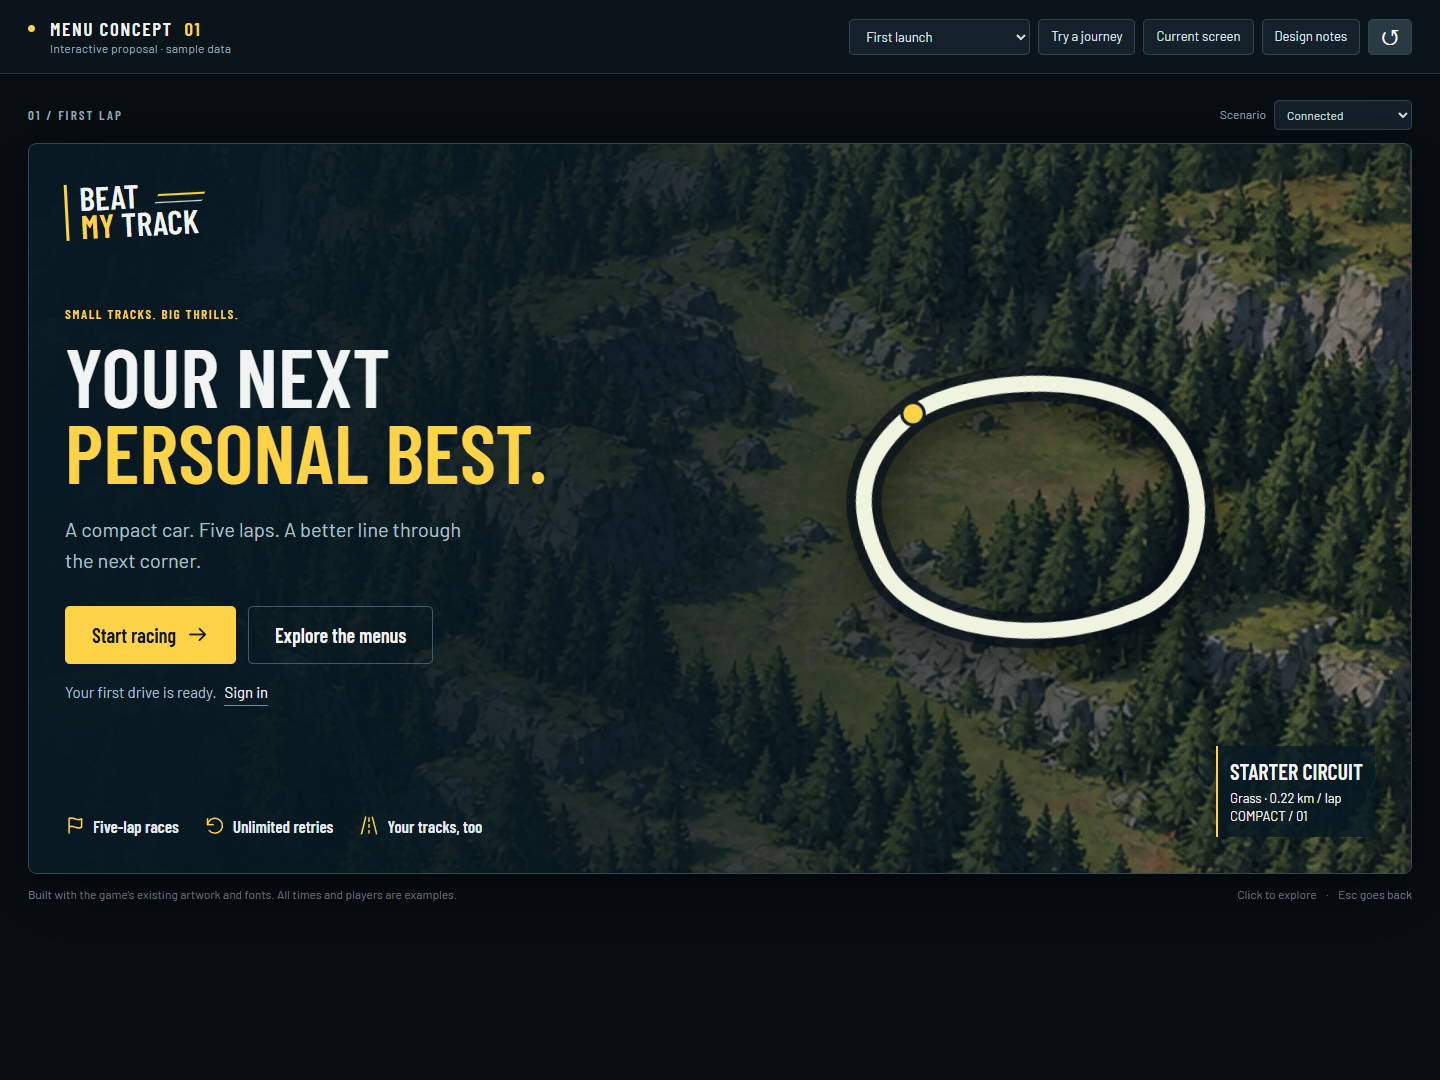 MENU CONCEPT 01
Interactive proposal · sample data
First launch
Try a journey
Current screen
Design notes
01 / FIRST LAP
Scenario
Connected
BEAT
MY TRACK
SMALL TRACKS. BIG THRILLS.
YOUR NEXT
PERSONAL BEST.
A compact car. Five laps. A better line through
the next corner.
Start racing
Explore the menus
Your first drive is ready. Sign in
STARTER CIRCUIT
Grass · 0.22 km / lap
COMPACT / 01
Five-lap races
Unlimited retries
Your tracks, too
Built with the game's existing artwork and fonts. All times and players are examples.
Click to explore · Esc goes back